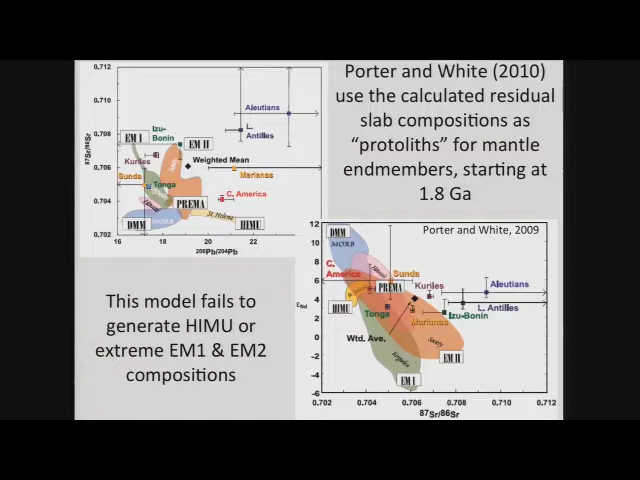 Porter and White (2010)
use the calculated residual
slab compositions as
"protoliths" for mantle
endmembers, starting at
1.8 Ga
0,712
0.710
0.708
0.706
0.704
0.702
87Sr/86Sr
16
18
20
22
206Pb/204Pb
Aleutians
L.
Antilles
Izu-
Bonin
EM I
EM II
Kuriles
Weighted Mean
Marianas
Sunda
Tonga
C. America
PREMA
St. Helena
DMM
MORB
HIMU
This model fails to
generate HIMU or
extreme EM1 & EM2
compositions
Porter and White, 2009
12
10
8
6
4
2
0
−2
−4
−6
εNd
0.702
0.704
0.706
0.708
0.710
0.712
87Sr/86Sr
DMM
MORB
C.
America
Hawaii
Sunda
PREMA
Kuriles
Aleutians
L. Antilles
HIMU
Tonga
Marianas
Izu-Bonin
Wtd. Ave.
Society
EM II
EM I